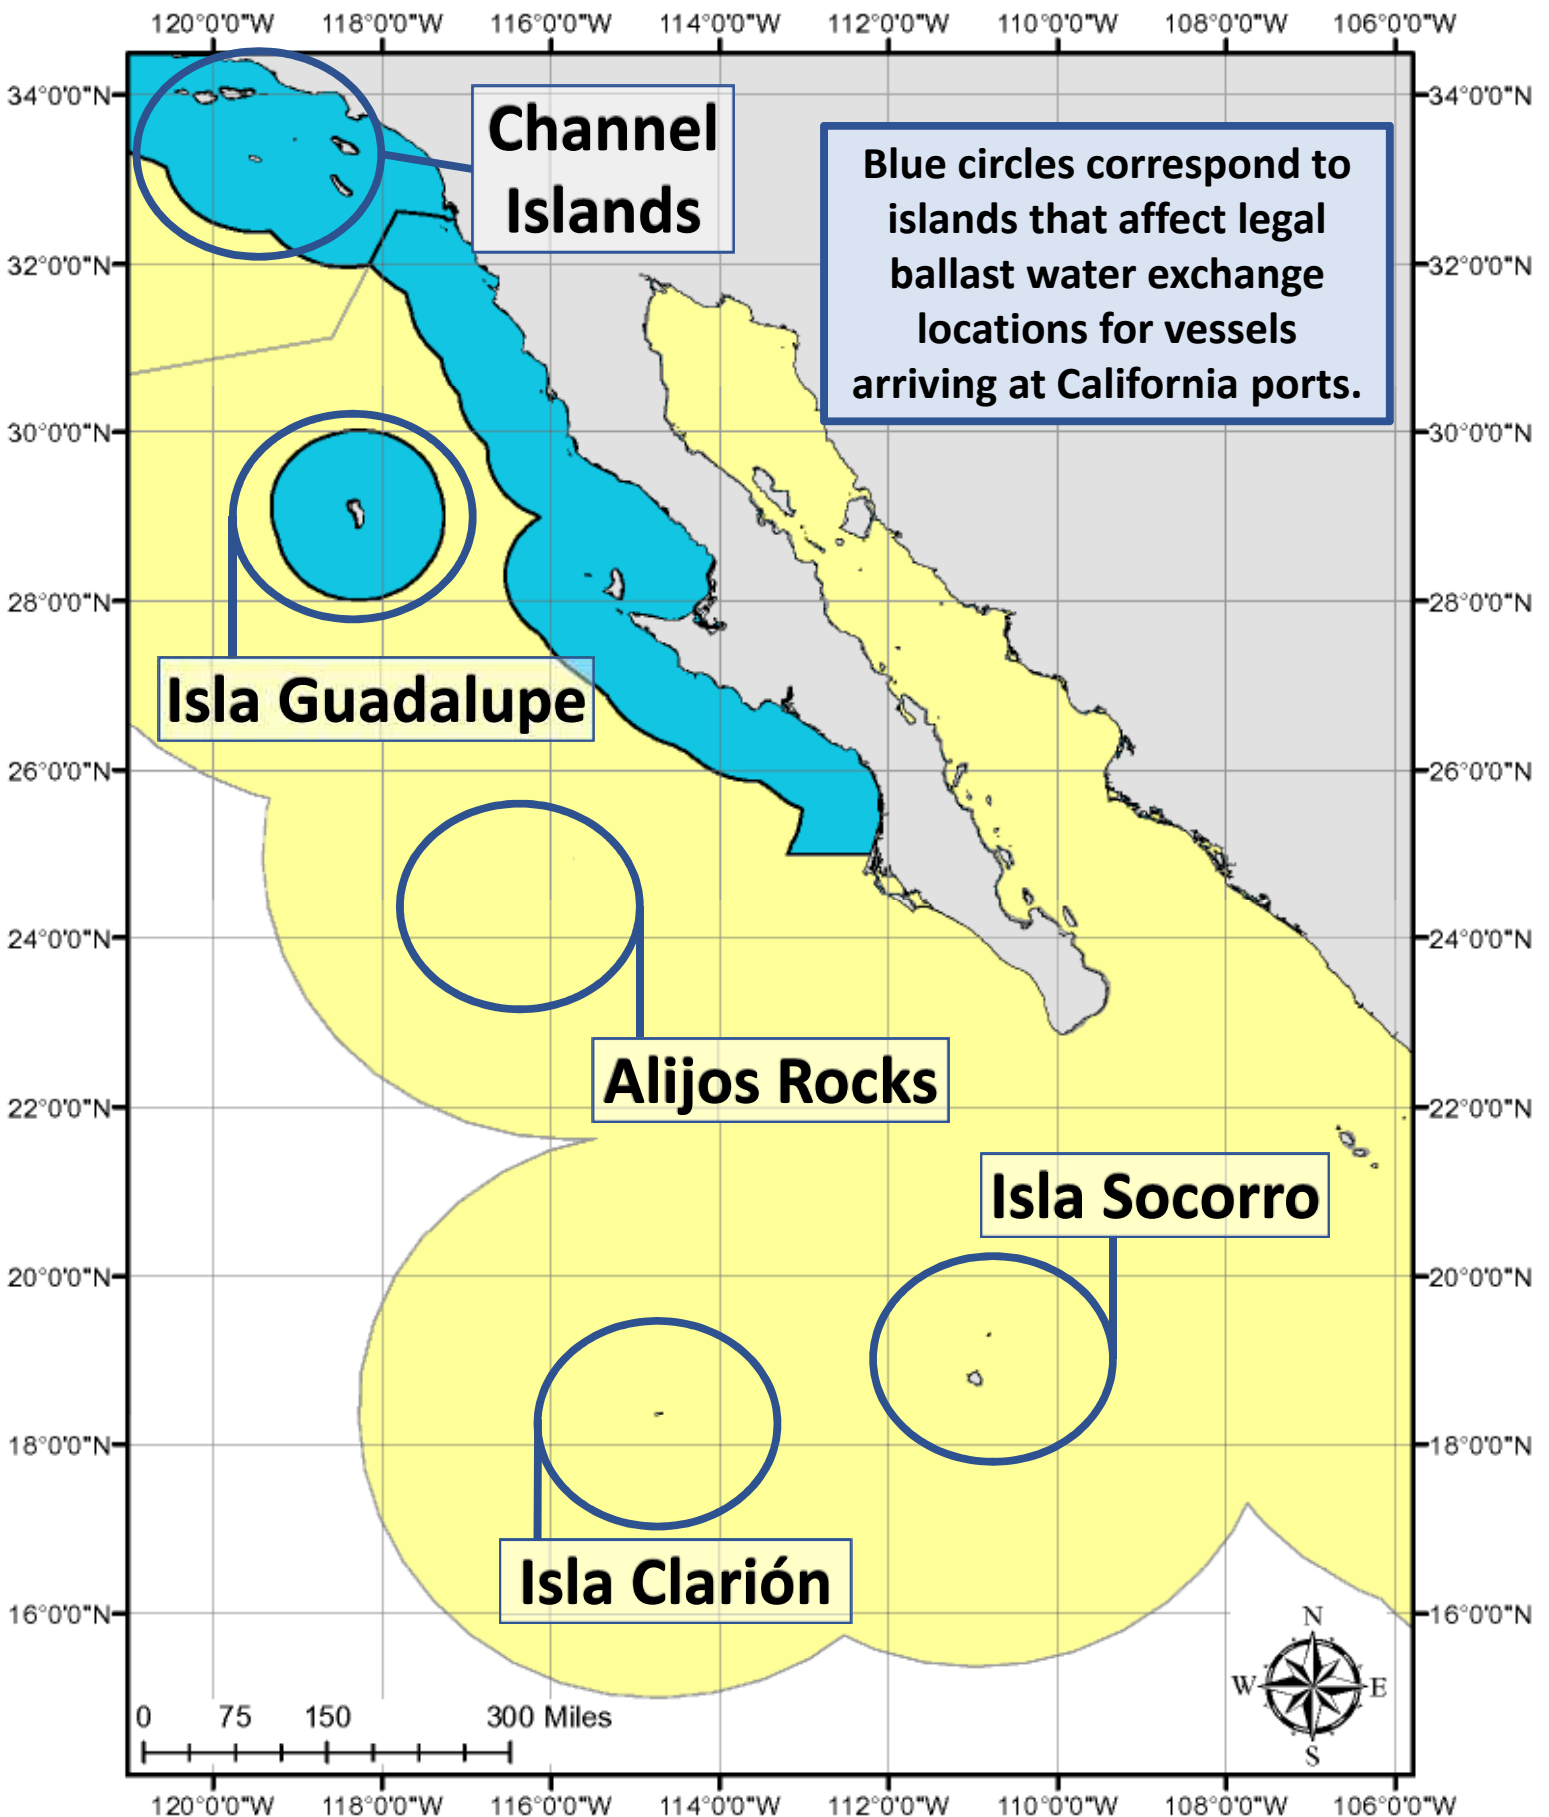 120°0'0"W 118°0'0"W 116°0'0"W 114°0'0"W 112°0'0"W 110°0'0"W 108°0'0"W 106°0'0"W
34°0'0"N 34°0'0"N
Channel
Islands
Blue circles correspond to
islands that affect legal
ballast water exchange
locations for vessels
arriving at California ports.
32°0'0"N 32°0'0"N
30°0'0"N 30°0'0"N
28°0'0"N 28°0'0"N
Isla Guadalupe
26°0'0"N 26°0'0"N
24°0'0"N 24°0'0"N
Alijos Rocks
22°0'0"N 22°0'0"N
Isla Socorro
20°0'0"N 20°0'0"N
18°0'0"N 18°0'0"N
Isla Clarión
16°0'0"N 16°0'0"N
N
W E
S
0 75 150 300 Miles
120°0'0"W 118°0'0"W 116°0'0"W 114°0'0"W 112°0'0"W 110°0'0"W 108°0'0"W 106°0'0"W